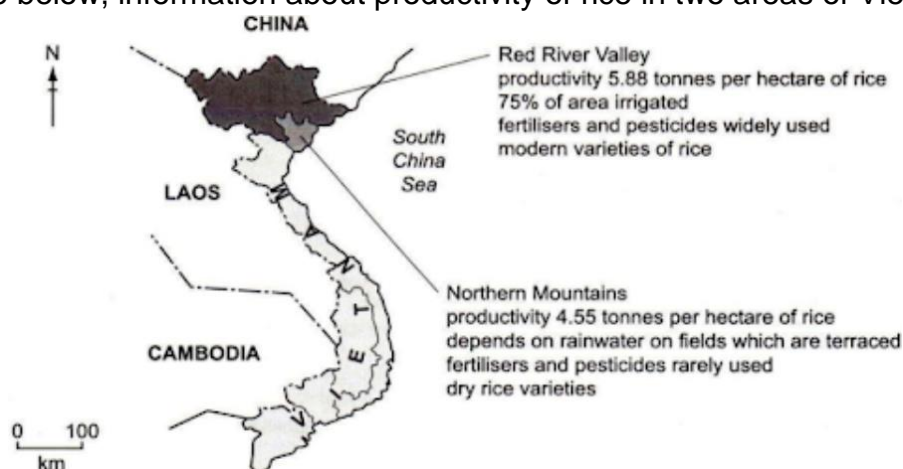 below, information about productivity of rice in two areas of
CHINA
N
Red River Valley
productivity 5.88 tonnes per hectare of rice
75% of area irrigated
fertilisers and pesticides widely used
modern varieties of rice
South
China
Sea
LAOS
VIETNAM
Northern Mountains
productivity 4.55 tonnes per hectare of rice
depends on rainwater on fields which are terraced
fertilisers and pesticides rarely used
dry rice varieties
CAMBODIA
0 100
km